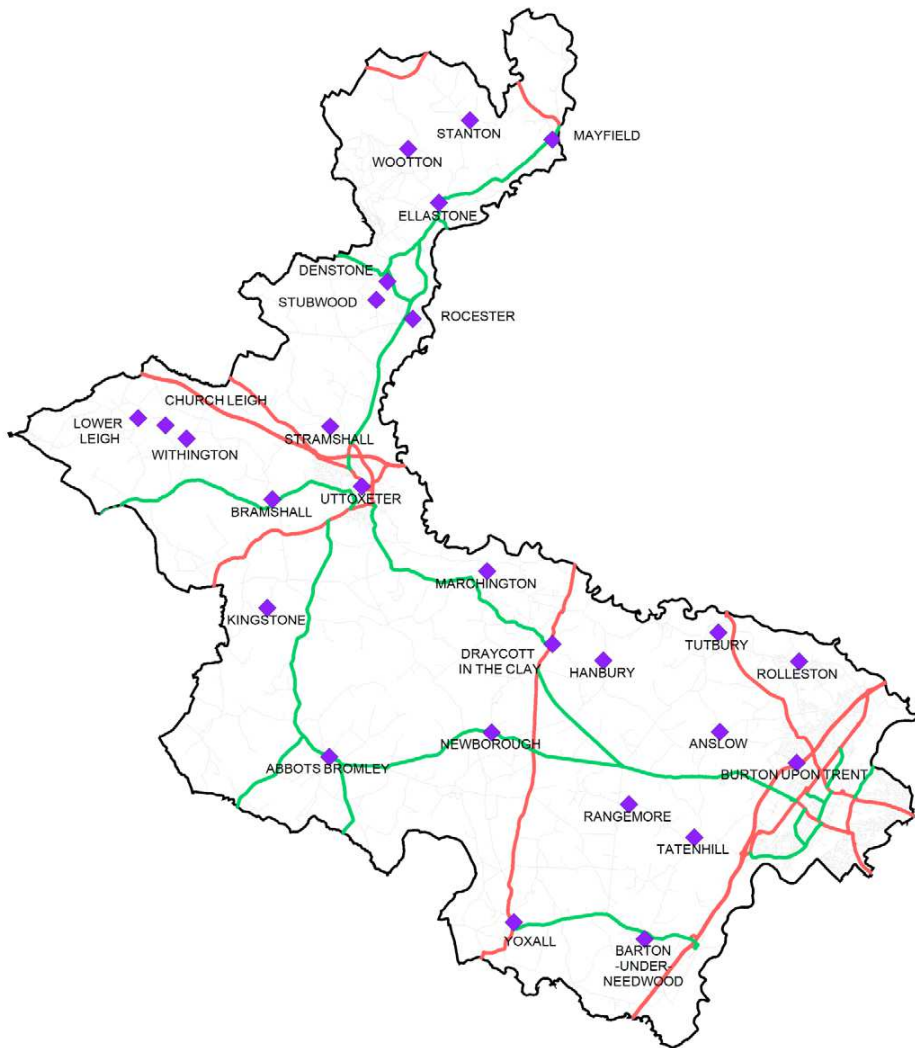 STANTON
MAYFIELD
WOOTTON
ELLASTONE
DENSTONE
STUBWOOD
ROCESTER
CHURCH LEIGH
LOWER
LEIGH
STRAMSHALL
WITHINGTON
UTTOXETER
BRAMSHALL
MARCHINGTON
KINGSTONE
TUTBURY
DRAYCOTT
IN THE CLAY
HANBURY
ROLLESTON
NEWBOROUGH
ANSLOW
ABBOTS BROMLEY
BURTON UPON TRENT
RANGEMORE
TATENHILL
YOXALL
BARTON
-UNDER-
NEEDWOOD